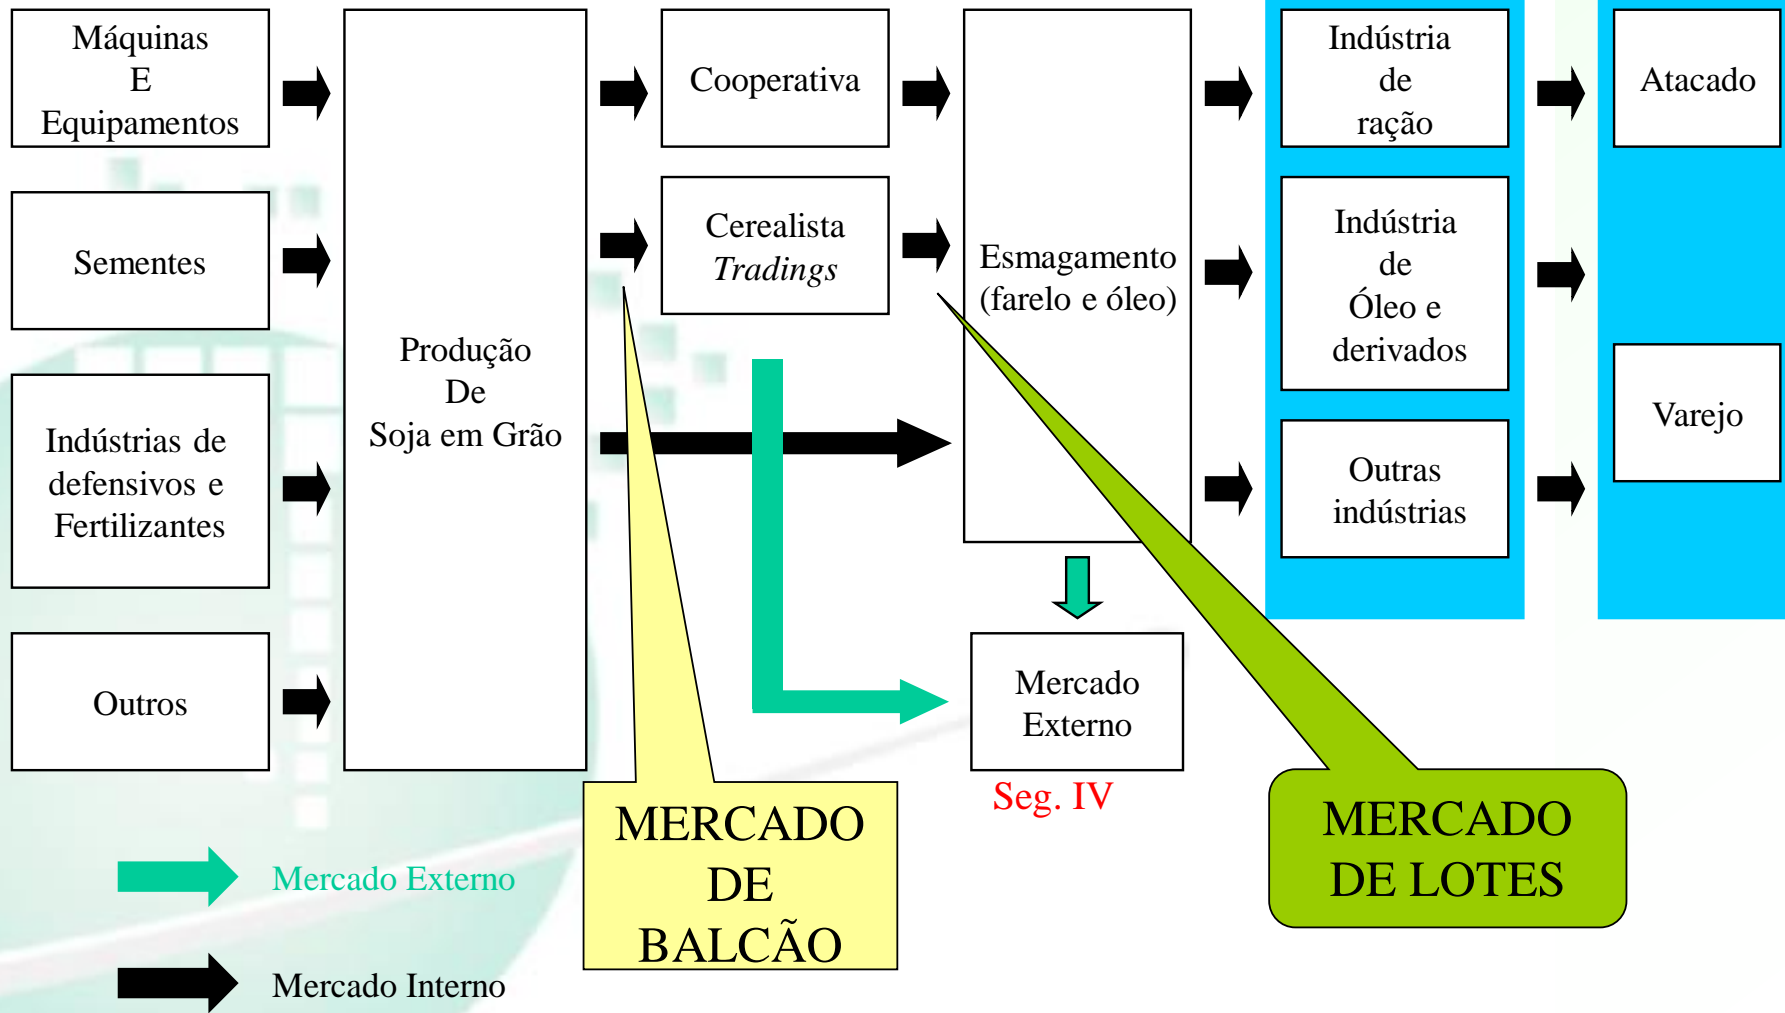 Máquinas
E
Equipamentos
Sementes
Indústrias de
defensivos e
Fertilizantes
Outros
Produção
De
Soja em Grão
Cooperativa
Cerealista
Tradings
Esmagamento
(farelo e óleo)
Mercado
Externo
Seg. IV
Indústria
de
ração
Indústria
de
Óleo e
derivados
Outras
indústrias
Atacado
Varejo
MERCADO
DE
BALCÃO
MERCADO
DE LOTES
Mercado Externo
Mercado Interno